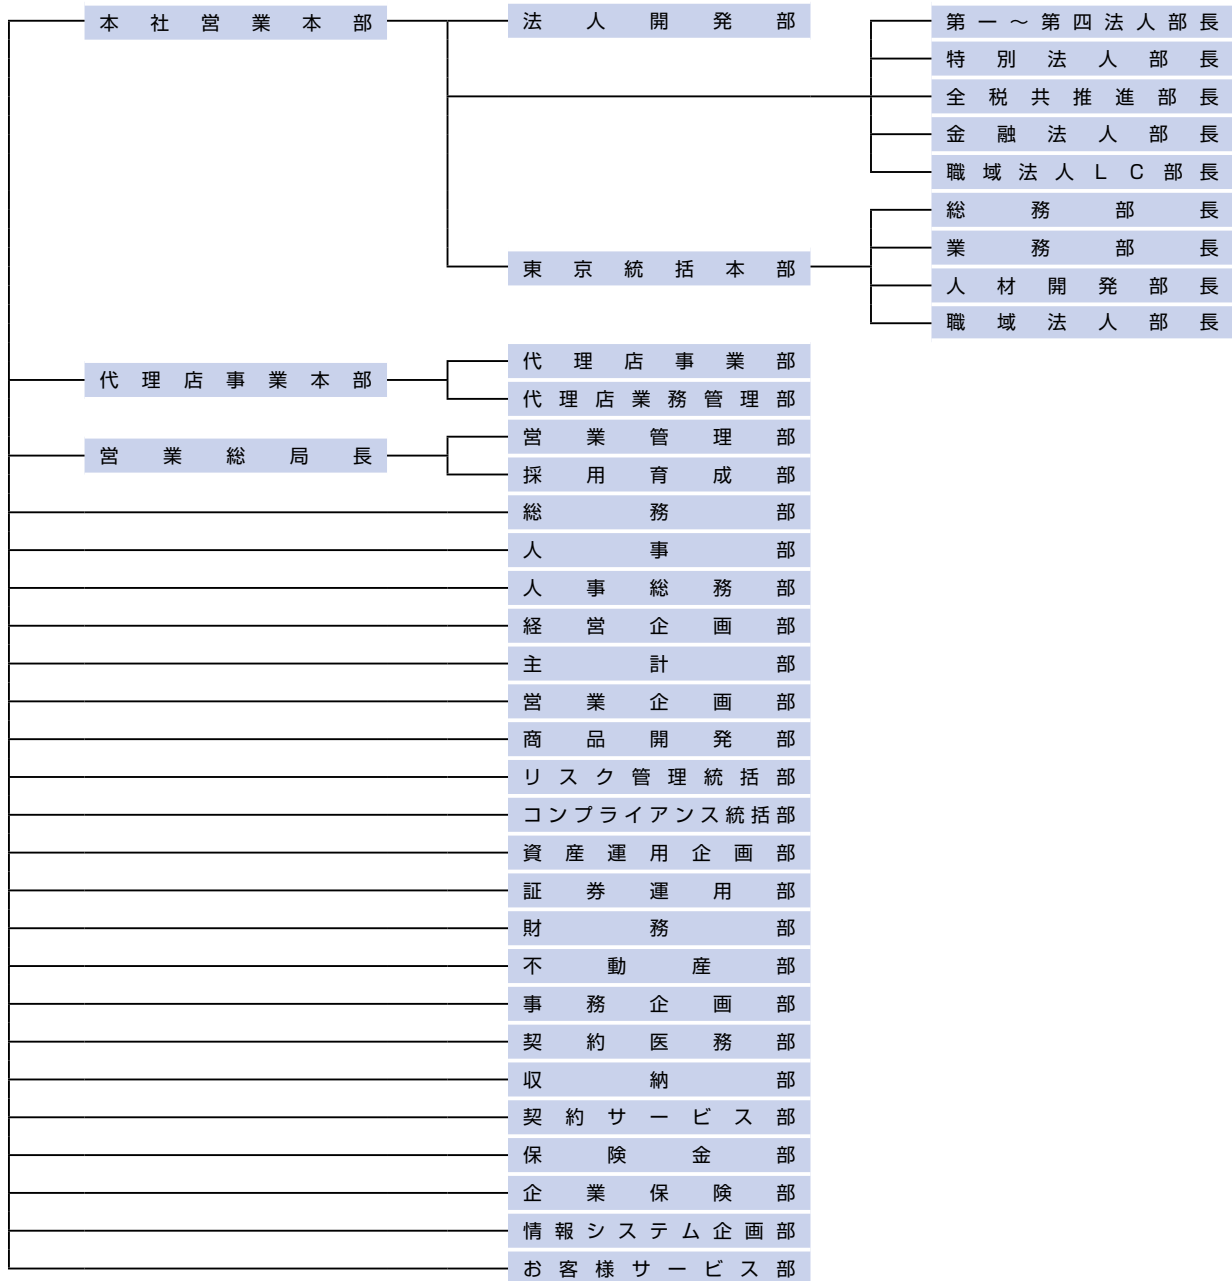 本社営業本部
法人開発部
第一～第四法人部長
特別法人部長
全税共推進部長
金融法人部長
職域法人LC部長
東京統括本部
総務部長
業務部長
人材開発部長
職域法人部長
代理店事業本部
代理店事業部
代理店業務管理部
営業総局長
営業管理部
採用育成部
総務部
人事部
人事総務部
経営企画部
主計部
営業企画部
商品開発部
リスク管理統括部
コンプライアンス統括部
資産運用企画部
証券運用部
財務部
不動産部
事務企画部
契約医務部
収納部
契約サービス部
保険金部
企業保険部
情報システム企画部
お客様サービス部